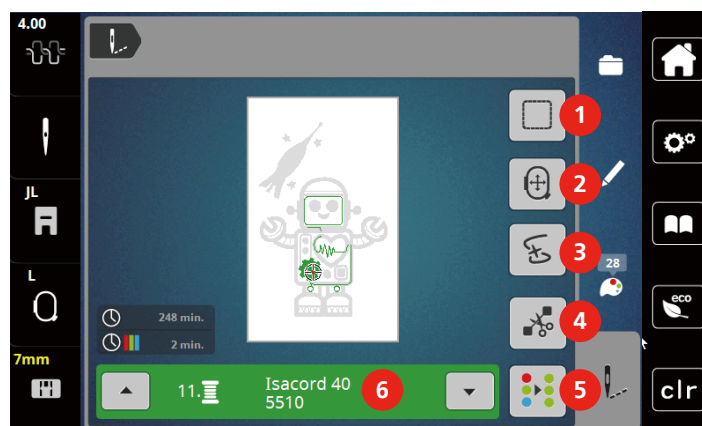 4.00
JL
L
7mm
1
2
3
28
4
248 min.
2 min.
11.
Isacord 40
5510
6
5
eco
clr